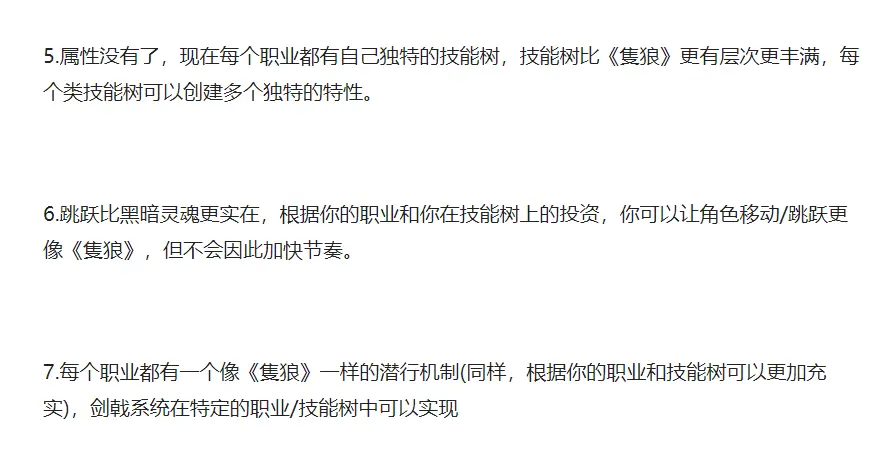 5.属性没有了，现在每个职业都有自己独特的技能树，技能树比《隻狼》更有层次更丰满，每
个类技能树可以创建多个独特的特性。
6.跳跃比黑暗灵魂更实在，根据你的职业和你在技能树上的投资，你可以让角色移动/跳跃更
像《隻狼》，但不会因此加快节奏。
7.每个职业都有一个像《隻狼》一样的潜行机制(同样，根据你的职业和技能树可以更加充
实)，剑戟系统在特定的职业/技能树中可以实现